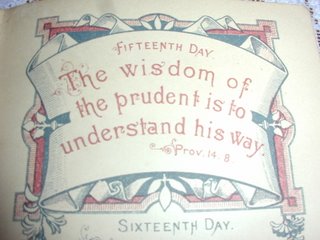 FIFTEENTH DAY.
The wisdom of
the prudent is to
understand his way.
Prov. 14. 8
SIXTEENTH DAY.